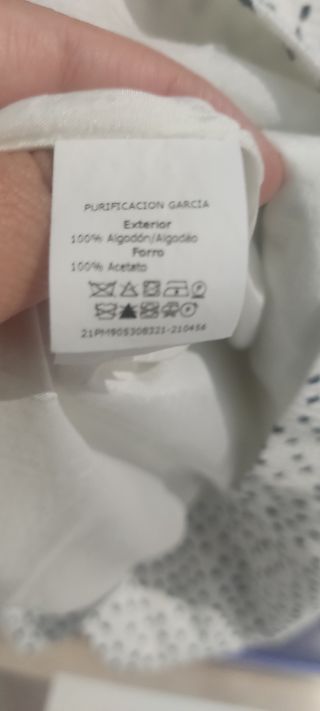 PURIFICACION GARCIA
Exterior
100% Algodón/Algodão
Forro
100% Acetato
21PM905308321-210456